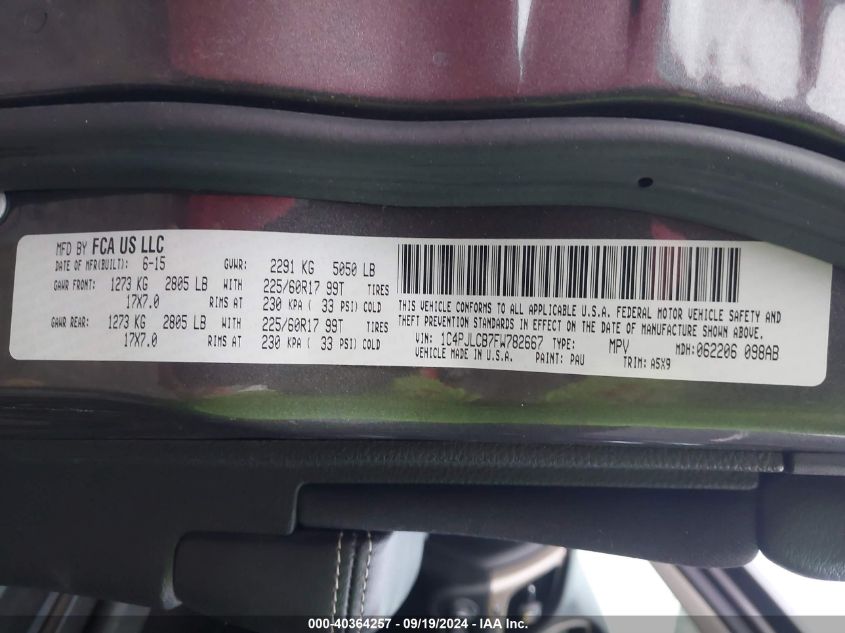 MFD BY FCA US LLC
DATE OF MFR(BUILT): 6-15 GVWR: 2291 KG 5050 LB
GAWR FRONT: 1273 KG 2805 LB WITH 225/60R17 99T TIRES
17X7.0 RIMS AT 230 KPA ( 33 PSI) COLD
GAWR REAR: 1273 KG 2805 LB WITH 225/60R17 99T TIRES
17X7.0 RIMS AT 230 KPA ( 33 PSI) COLD
THIS VEHICLE CONFORMS TO ALL APPLICABLE U.S.A. FEDERAL MOTOR VEHICLE SAFETY AND
THEFT PREVENTION STANDARDS IN EFFECT ON THE DATE OF MANUFACTURE SHOWN ABOVE.
VIN: 1C4PJLCB7FW782667 TYPE: MPV MDH:062206 098AB
VEHICLE MADE IN U.S.A. PAINT: PAU TRIM: A5X9
000-40364257 - 09/19/2024 - IAA Inc.